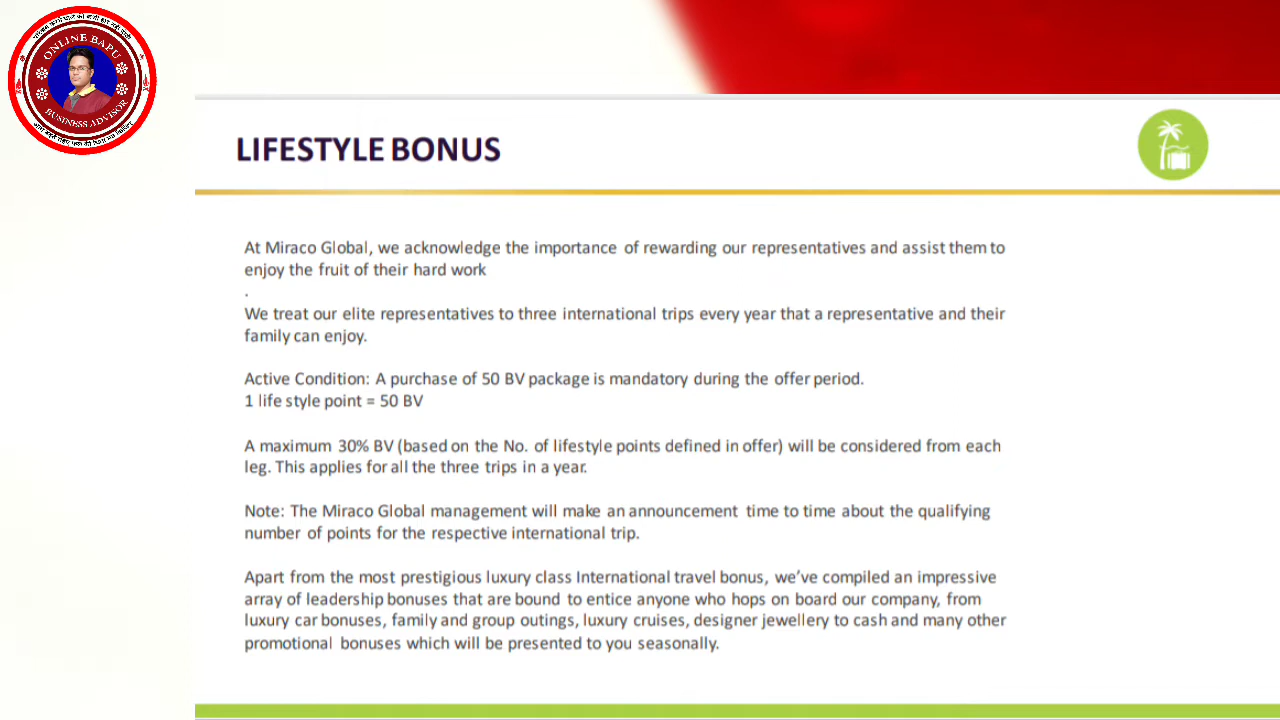 ONLINE BAPU
BUSINESS ADVISOR
LIFESTYLE BONUS
At Miraco Global, we acknowledge the importance of rewarding our representatives and assist them to
enjoy the fruit of their hard work
.
We treat our elite representatives to three international trips every year that a representative and their
family can enjoy.
Active Condition: A purchase of 50 BV package is mandatory during the offer period.
1 life style point = 50 BV
A maximum 30% BV (based on the No. of lifestyle points defined in offer) will be considered from each
leg. This applies for all the three trips in a year.
Note: The Miraco Global management will make an announcement time to time about the qualifying
number of points for the respective international trip.
Apart from the most prestigious luxury class International travel bonus, we’ve compiled an impressive
array of leadership bonuses that are bound to entice anyone who hops on board our company, from
luxury car bonuses, family and group outings, luxury cruises, designer jewellery to cash and many other
promotional bonuses which will be presented to you seasonally.